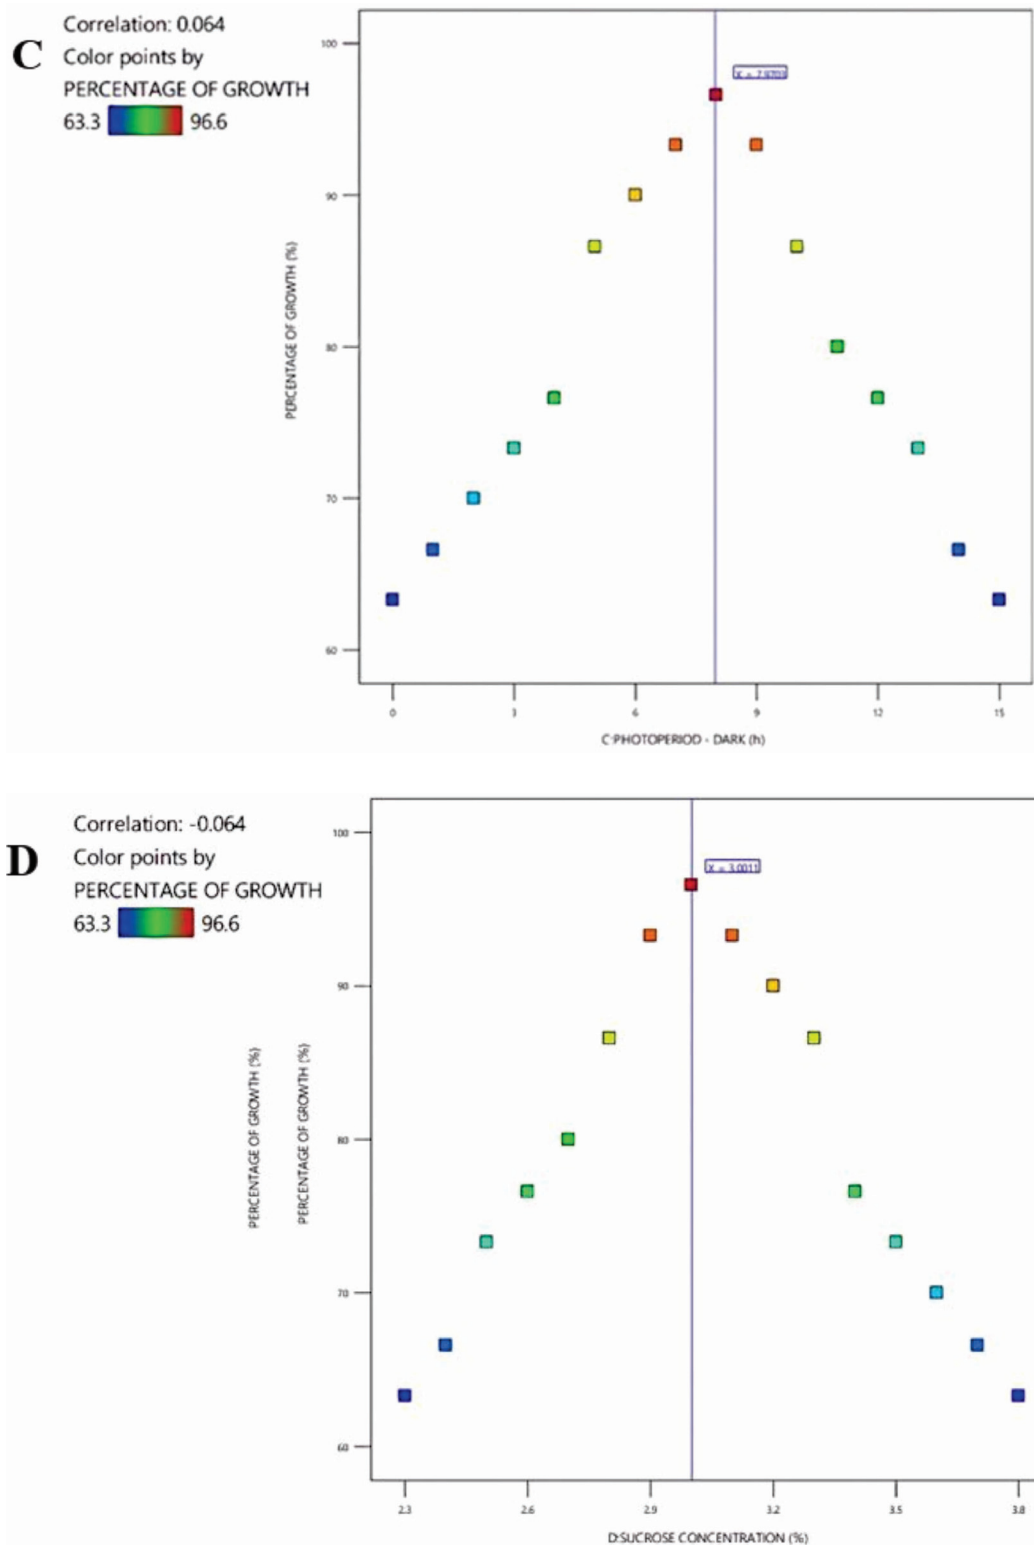 C
Correlation: 0.064
Color points by
PERCENTAGE OF GROWTH
63.3 96.6
PERCENTAGE OF GROWTH (%)
100
90
80
70
60
0 3 6 9 12 15
C:PHOTOPERIOD - DARK (h)
D
Correlation: -0.064
Color points by
PERCENTAGE OF GROWTH
63.3 96.6
X = 3.0011
PERCENTAGE OF GROWTH (%)
PERCENTAGE OF GROWTH (%)
100
90
80
70
60
2.3 2.6 2.9 3.2 3.5 3.8
D:SUCROSE CONCENTRATION (%)